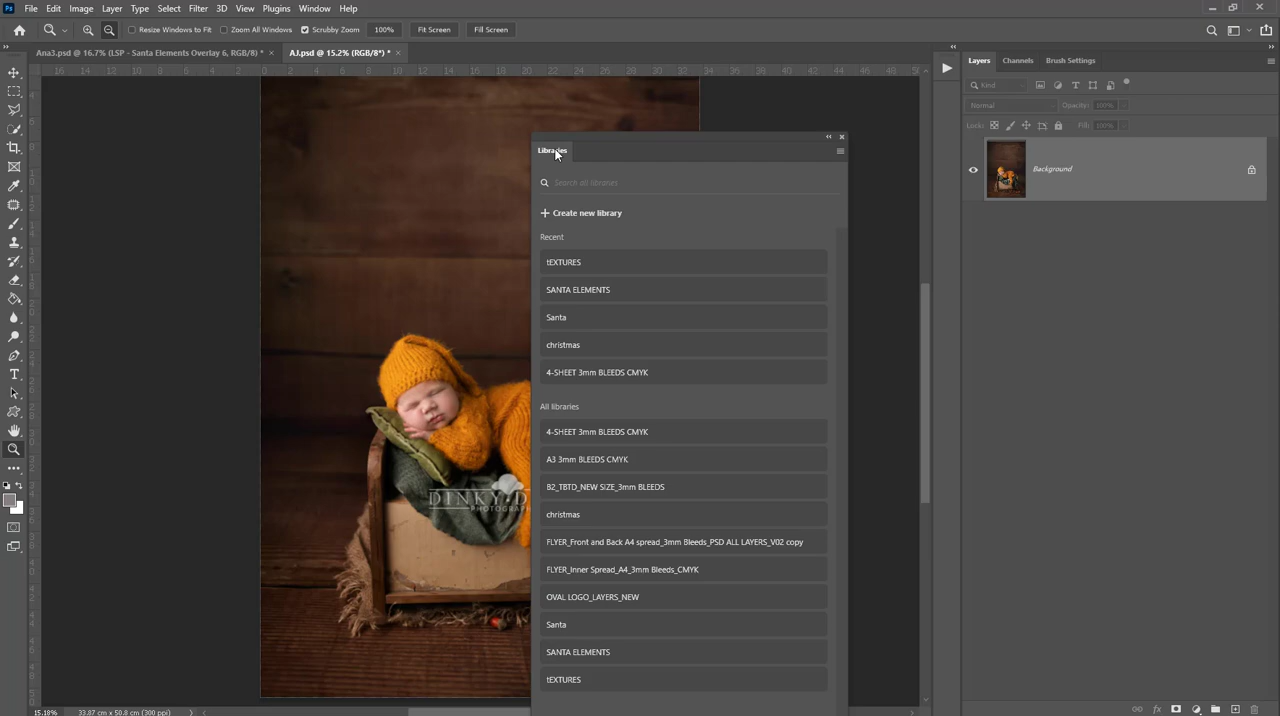 Ps File Edit Image Layer Type Select Filter 3D View Plugins Window Help
Resize Windows to Fit Zoom All Windows Scrubby Zoom 100% Fit Screen Fill Screen
Ana3.psd @ 16.7% (LSP - Santa Elements Overlay 6, RGB/8) * × AJ.psd @ 15.2% (RGB/8*) * ×
Layers Channels Brush Settings
Kind
Normal Opacity: 100%
Lock: Fill: 100%
Background
Libraries
Search all libraries
+ Create new library
Recent
tEXTURES
SANTA ELEMENTS
Santa
christmas
4-SHEET 3mm BLEEDS CMYK
All libraries
4-SHEET 3mm BLEEDS CMYK
A3 3mm BLEEDS CMYK
B2_TBTD_NEW SIZE_3mm BLEEDS
christmas
FLYER_Front and Back A4 spread_3mm Bleeds_PSD ALL LAYERS_V02 copy
FLYER_Inner Spread_A4_3mm Bleeds_CMYK
OVAL LOGO_LAYERS_NEW
Santa
SANTA ELEMENTS
tEXTURES
DINKY D
PHOTOGRAPH
15.18% 33.87 cm x 50.8 cm (300 ppi)